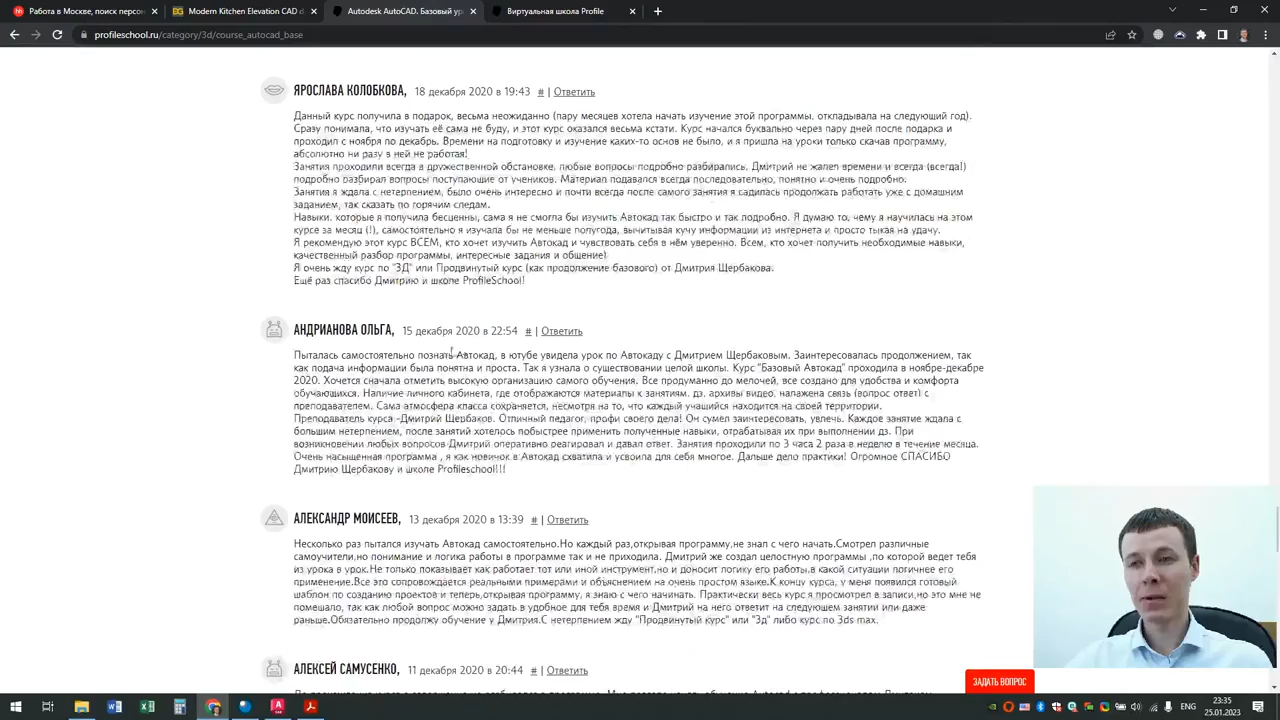 Работа в Москве, поиск персон
Modern Kitchen Elevation CAD d
Autodesk AutoCAD. Базовый ур
Виртуальная школа Profile
profileschool.ru/category/3d/course_autocad_base
ЯРОСЛАВА КОЛОБКОВА, 18 декабря 2020 в 19:43 # | Ответить
Данный курс получила в подарок, весьма неожиданно (пару месяцев хотела начать изучение этой программы. откладывала на следующий год).
Сразу понимала, что изучать её сама не буду, и этот курс оказался весьма кстати. Курс начался буквально через пару дней после подарка и
проходил с ноября по декабрь. Времени на подготовку и изучение каких-то основ не было, и я пришла на уроки только скачав программу,
абсолютно ни разу в ней не работая!
Занятия проходили всегда в дружественной обстановке, любые вопросы подробно разбирались, Дмитрий не жалел времени и всегда (всегда!)
подробно разбирал вопросы поступающие от учеников. Материал подавался всегда последовательно, понятно и очень подробно.
Занятия я ждала с нетерпением, было очень интересно и почти всегда после самого занятия я садилась продолжать работать уже с домашним
заданием, так сказать по горячим следам.
Навыки. которые я получила бесценны, сама я не смогла бы изучить Автокад так быстро и так подробно. Я думаю то, чему я научилась на этом
курсе за месяц (!), самостоятельно я изучала бы не меньше полугода, вычитывая кучу информации из интернета и просто тыкая на удачу.
Я рекомендую этот курс ВСЕМ, кто хочет изучить Автокад и чувствовать себя в нём уверенно. Всем, кто хочет получить необходимые навыки,
качественный разбор программы, интересные задания и общение)
Я очень жду курс по "3Д" или Продвинутый курс (как продолжение базового) от Дмитрия Щербакова.
Ещё раз спасибо Дмитрию и школе ProfileSchool!
АНДРИАНОВА ОЛЬГА, 15 декабря 2020 в 22:54 # | Ответить
Пыталась самостоятельно познать Автокад, в ютубе увидела урок по Автокаду с Дмитрием Щербаковым. Заинтересовалась продолжением, так
как подача информации была понятна и проста. Так я узнала о существовании целой школы. Курс "Базовый Автокад" проходила в ноябре-декабре
2020. Хочется сначала отметить высокую организацию самого обучения. Все продуманно до мелочей, все создано для удобства и комфорта
обучающихся. Наличие личного кабинета, где отображаются материалы к занятиям. дз. архивы видео, налажена связь (вопрос ответ) с
преподавателем. Сама атмосфера класса сохраняется, несмотря на то, что каждый учащийся находится на своей территории.
Преподаватель курса -Дмитрий Щербаков. Отличный педагог, профи своего дела! Он сумел заинтересовать, увлечь. Каждое занятие ждала с
большим нетерпением, после занятий хотелось побыстрее применить полученные навыки, отрабатывая их при выполнении дз. При
возникновении любых вопросов Дмитрий оперативно реагировал и давал ответ. Занятия проходили по 3 часа 2 раза в неделю в течение месяца.
Очень насыщенная программа , я как новичок в Автокад схватила и усвоила для себя многое. Дальше дело практики! Огромное СПАСИБО
Дмитрию Щербакову и школе Profileschool!!!
АЛЕКСАНДР МОИСЕЕВ, 13 декабря 2020 в 13:39 # | Ответить
Несколько раз пытался изучать Автокад самостоятельно.Но каждый раз,открывая программу,не знал с чего начать.Смотрел различные
самоучители,но понимание и логика работы в программе так и не приходила. Дмитрий же создал целостную программы ,по которой ведет тебя
из урока в урок.Не только показывает как работает тот или иной инструмент,но и доносит логику его работы,в какой ситуации логичнее его
применение.Все это сопровождается реальными примерами и объяснением на очень простом языке.К концу курса, у меня появился готовый
шаблон по созданию проектов и теперь,открывая программу, я знаю с чего начинать. Практически весь курс я просмотрел в записи,но это мне не
помешало, так как любой вопрос можно задать в удобное для тебя время и Дмитрий на него ответит на следующем занятии или даже
раньше.Обязательно продолжу обучение у Дмитрия.С нетерпением жду "Продвинутый курс" или "3д" либо курс по 3ds max.
АЛЕКСЕЙ САМУСЕНКО, 11 декабря 2020 в 20:44 # | Ответить
ЗАДАТЬ ВОПРОС
ENG
23:35
25.01.2023